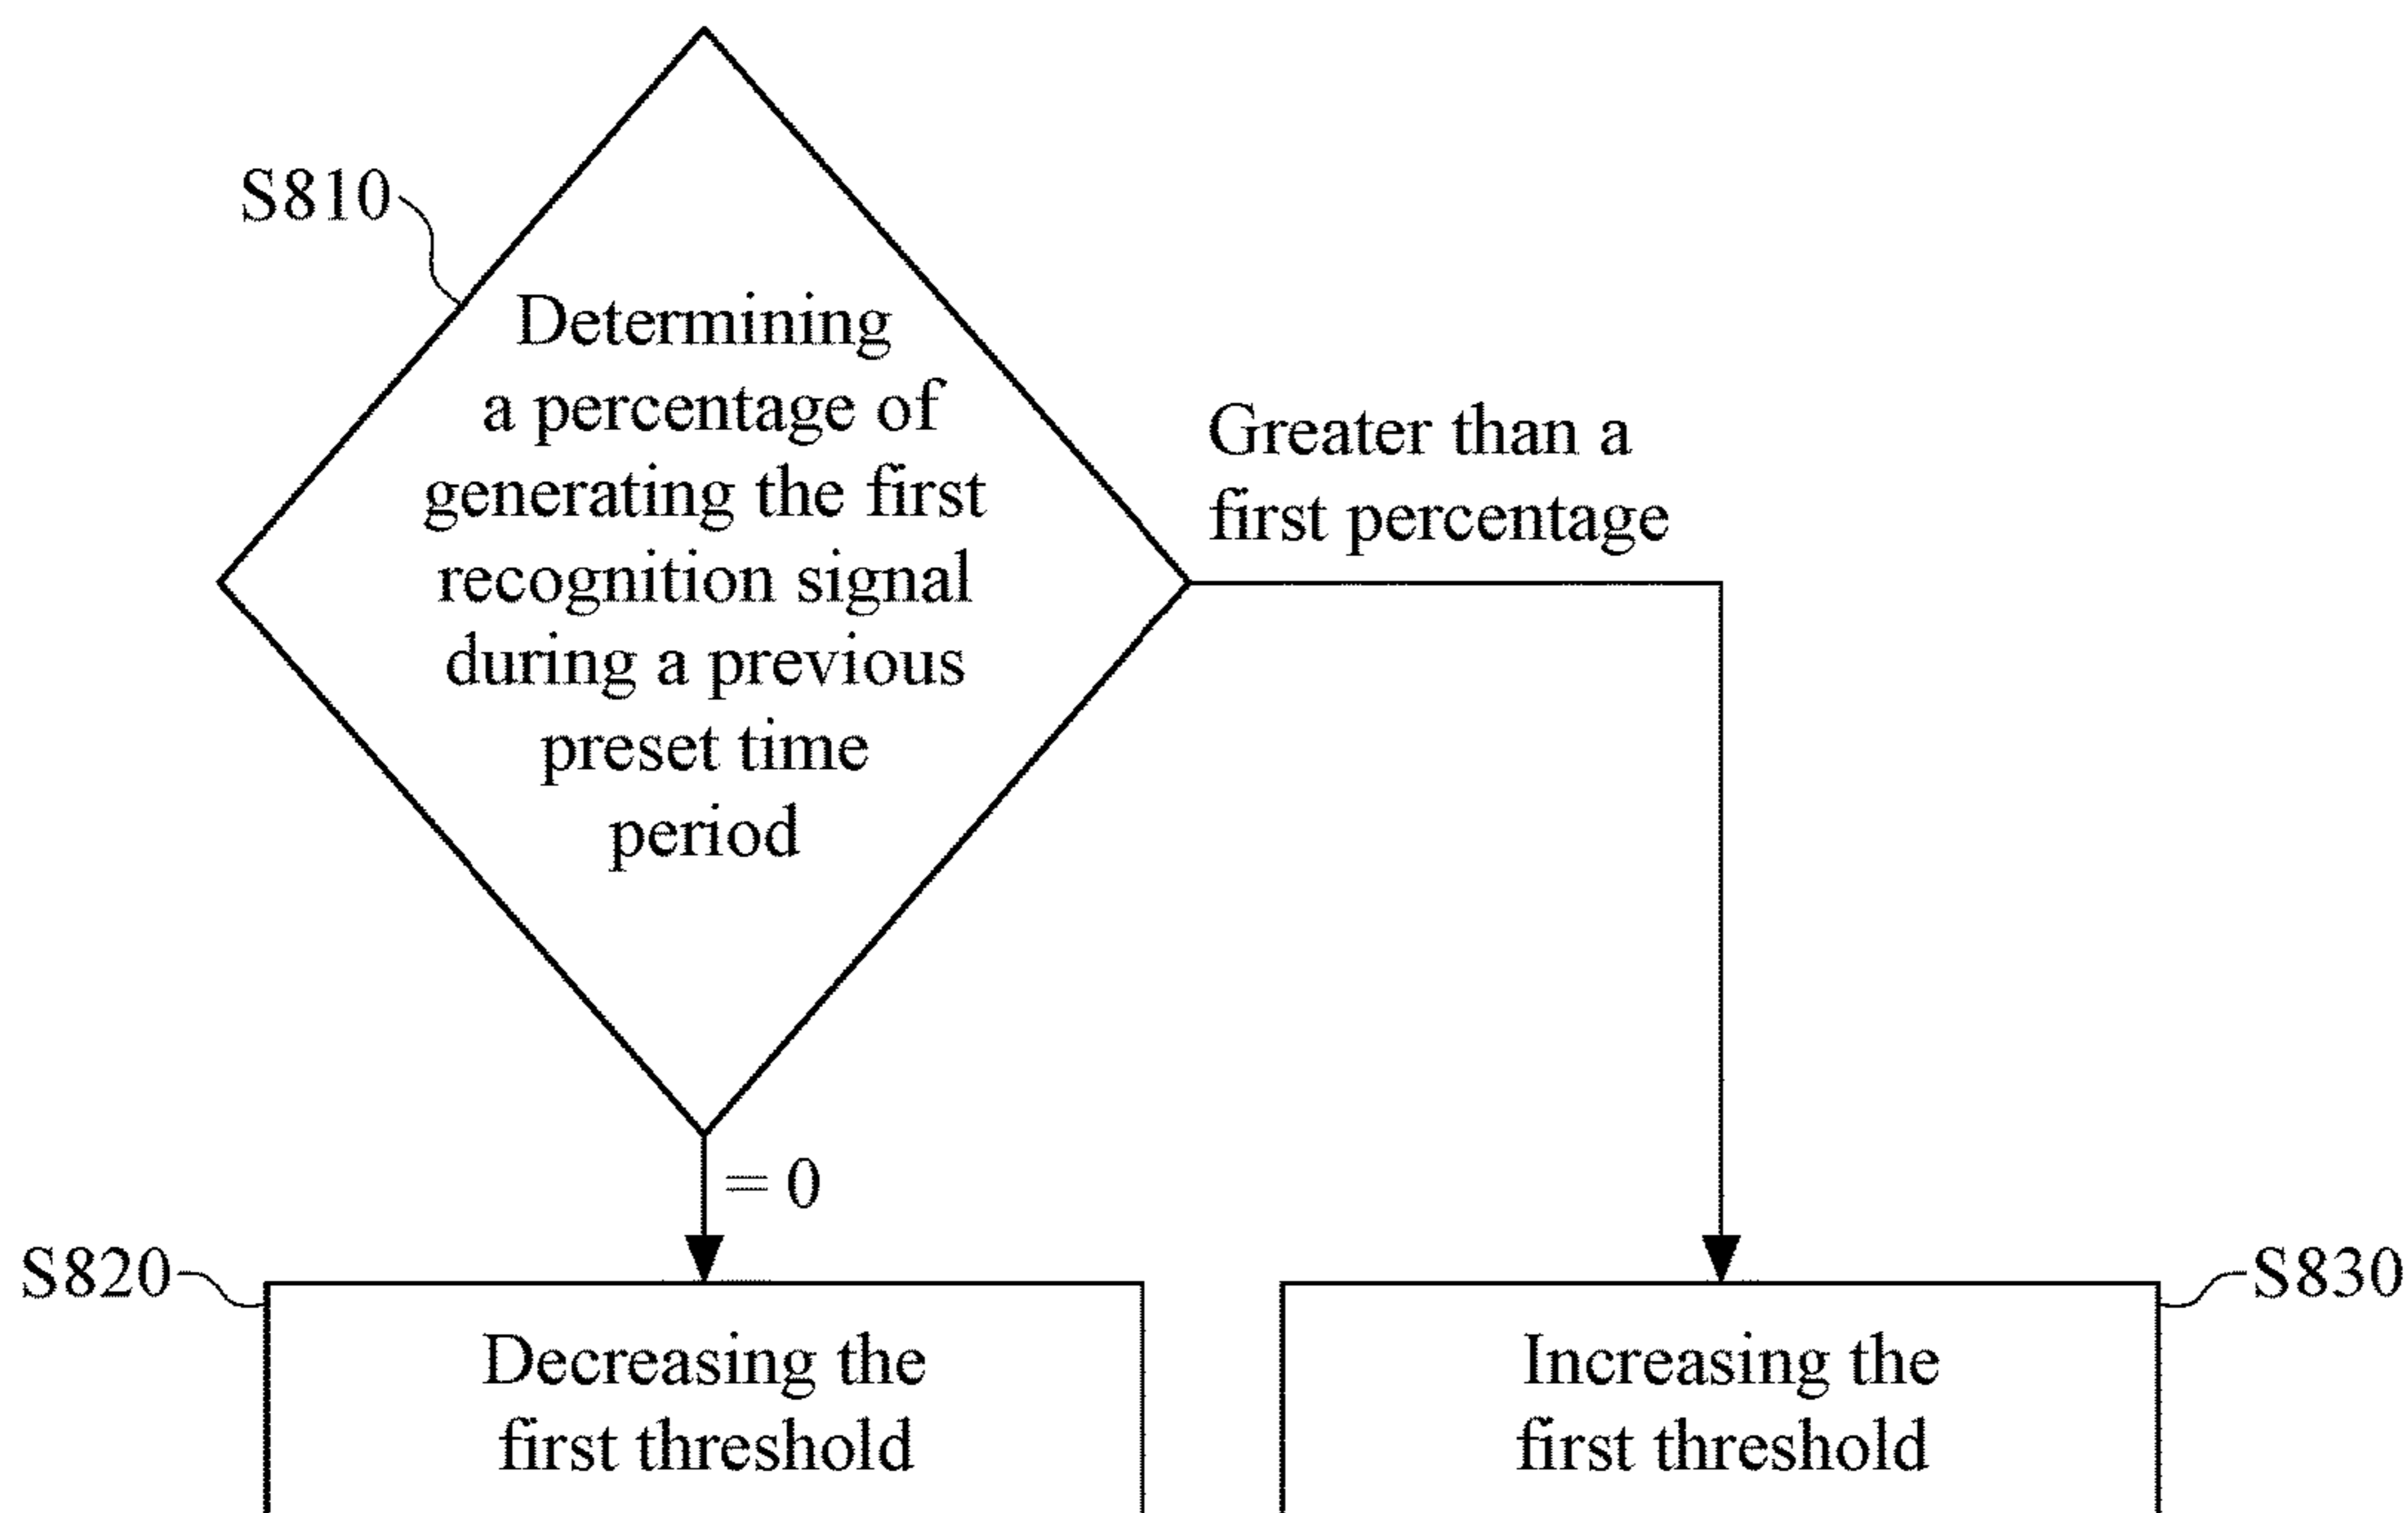 S810
Determining
a percentage of
generating the first
recognition signal
during a previous
preset time
period
Greater than a
first percentage
= 0
S820
Decreasing the
first threshold
S830
Increasing the
first threshold